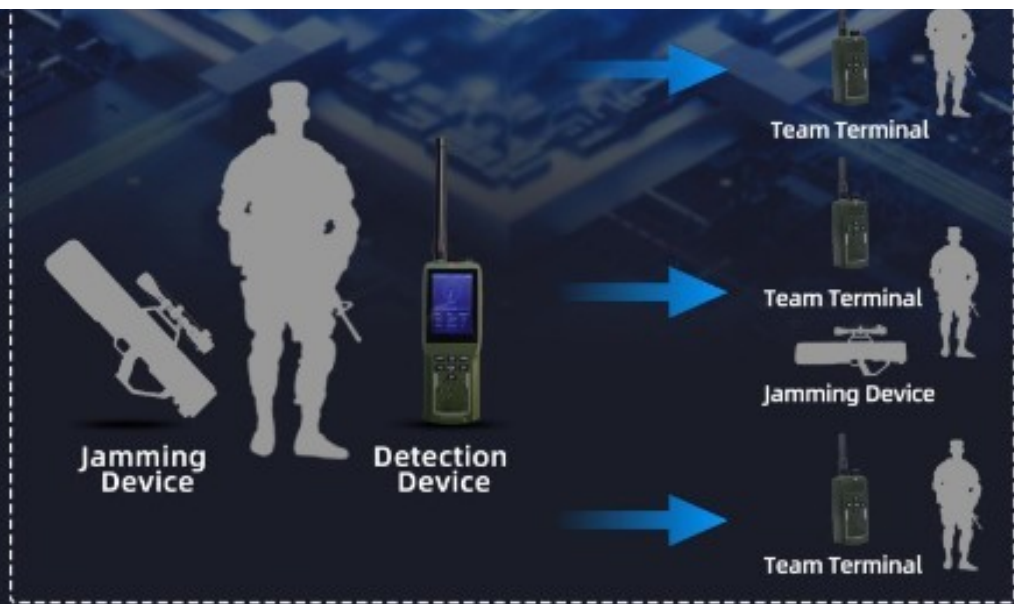 Team Terminal
Team Terminal
Jamming Device
Jamming
Device
Detection
Device
Team Terminal